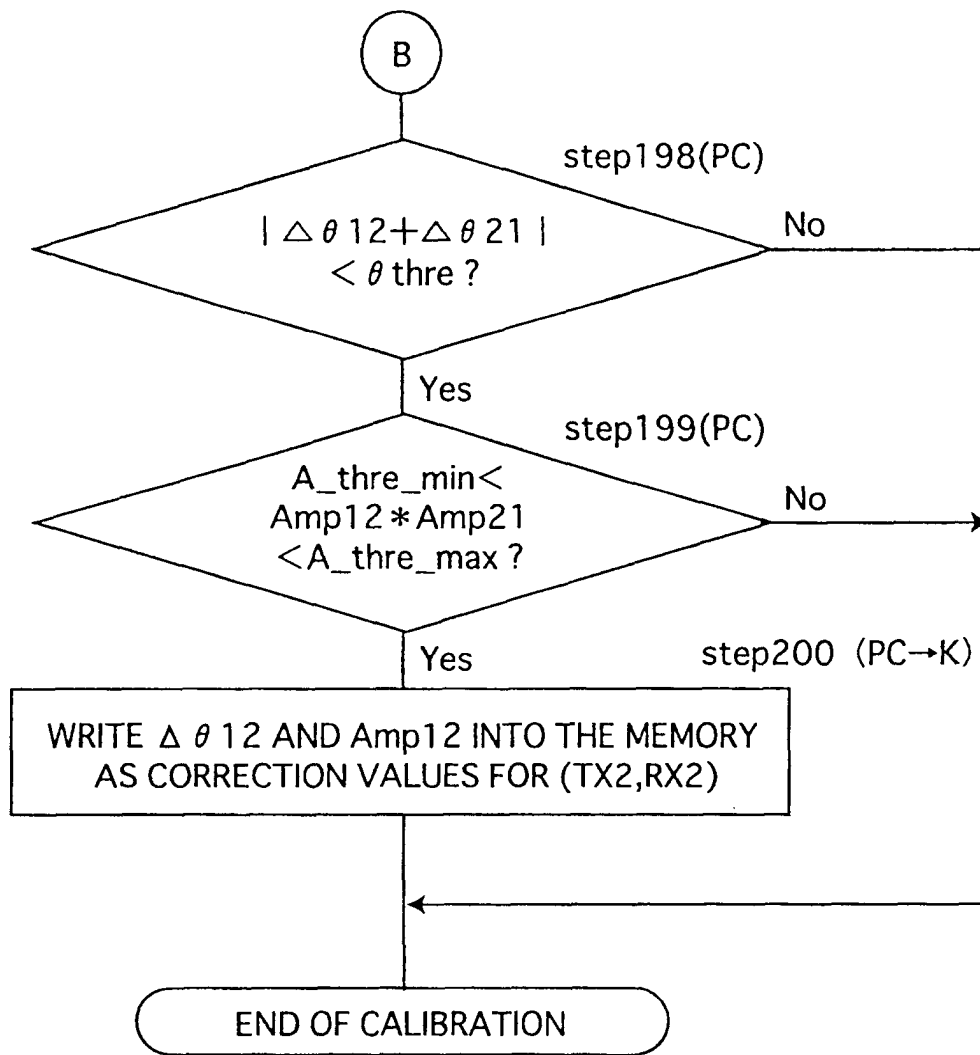 B
step198(PC)
| △θ12+△θ21 |
No
<θthre?
Yes
step199(PC)
A_thre_min<
No
Amp12*Amp21
<A_thre_max?
Yes
step200 (PC→K)
WRITE △θ12 AND Amp12 INTO THE MEMORY
AS CORRECTION VALUES FOR (TX2,RX2)
END OF CALIBRATION